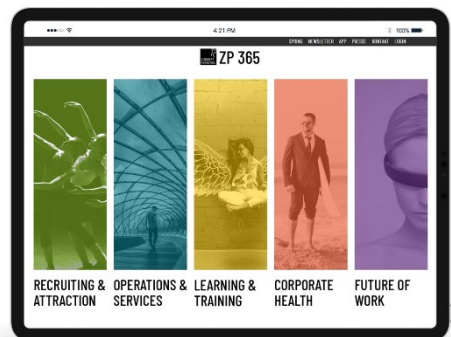 4:21 PM
100%
SPRING NEWSLETTER APP PRESSE KONTAKT LOGIN
ZP 365
RECRUITING &
ATTRACTION
OPERATIONS &
SERVICES
LEARNING &
TRAINING
CORPORATE
HEALTH
FUTURE OF
WORK